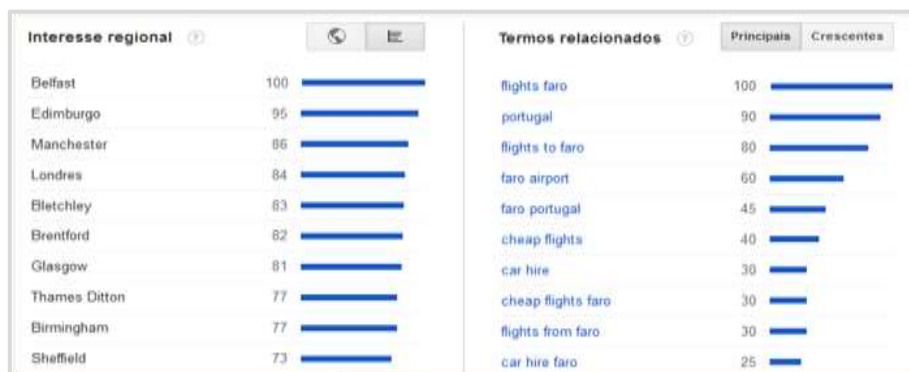 Interesse regional ?
Belfast 100
Edimburgo 95
Manchester 86
Londres 84
Bletchley 83
Brentford 82
Glasgow 81
Thames Ditton 77
Birmingham 77
Sheffield 73
Termos relacionados ? Principais Crescentes
flights faro 100
portugal 90
flights to faro 80
faro airport 60
faro portugal 45
cheap flights 40
car hire 30
cheap flights faro 30
flights from faro 30
car hire faro 25